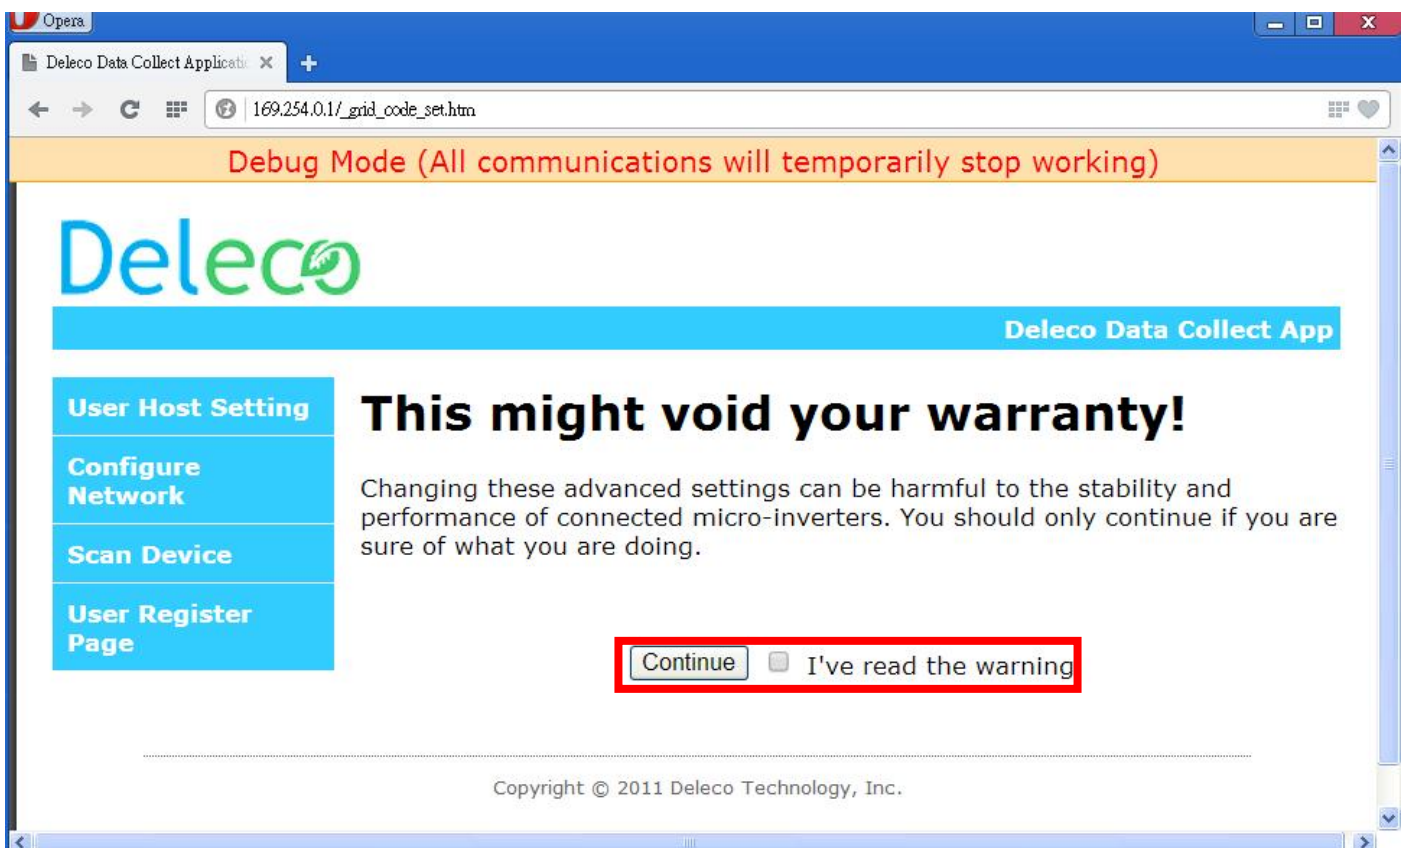 Opera
Deleco Data Collect Applicatic
169.254.0.1/_grid_code_set.htm
Debug Mode (All communications will temporarily stop working)
Deleco
Deleco Data Collect App
User Host Setting
Configure
Network
Scan Device
User Register
Page
This might void your warranty!
Changing these advanced settings can be harmful to the stability and
performance of connected micro-inverters. You should only continue if you are
sure of what you are doing.
Continue I've read the warning
Copyright © 2011 Deleco Technology, Inc.